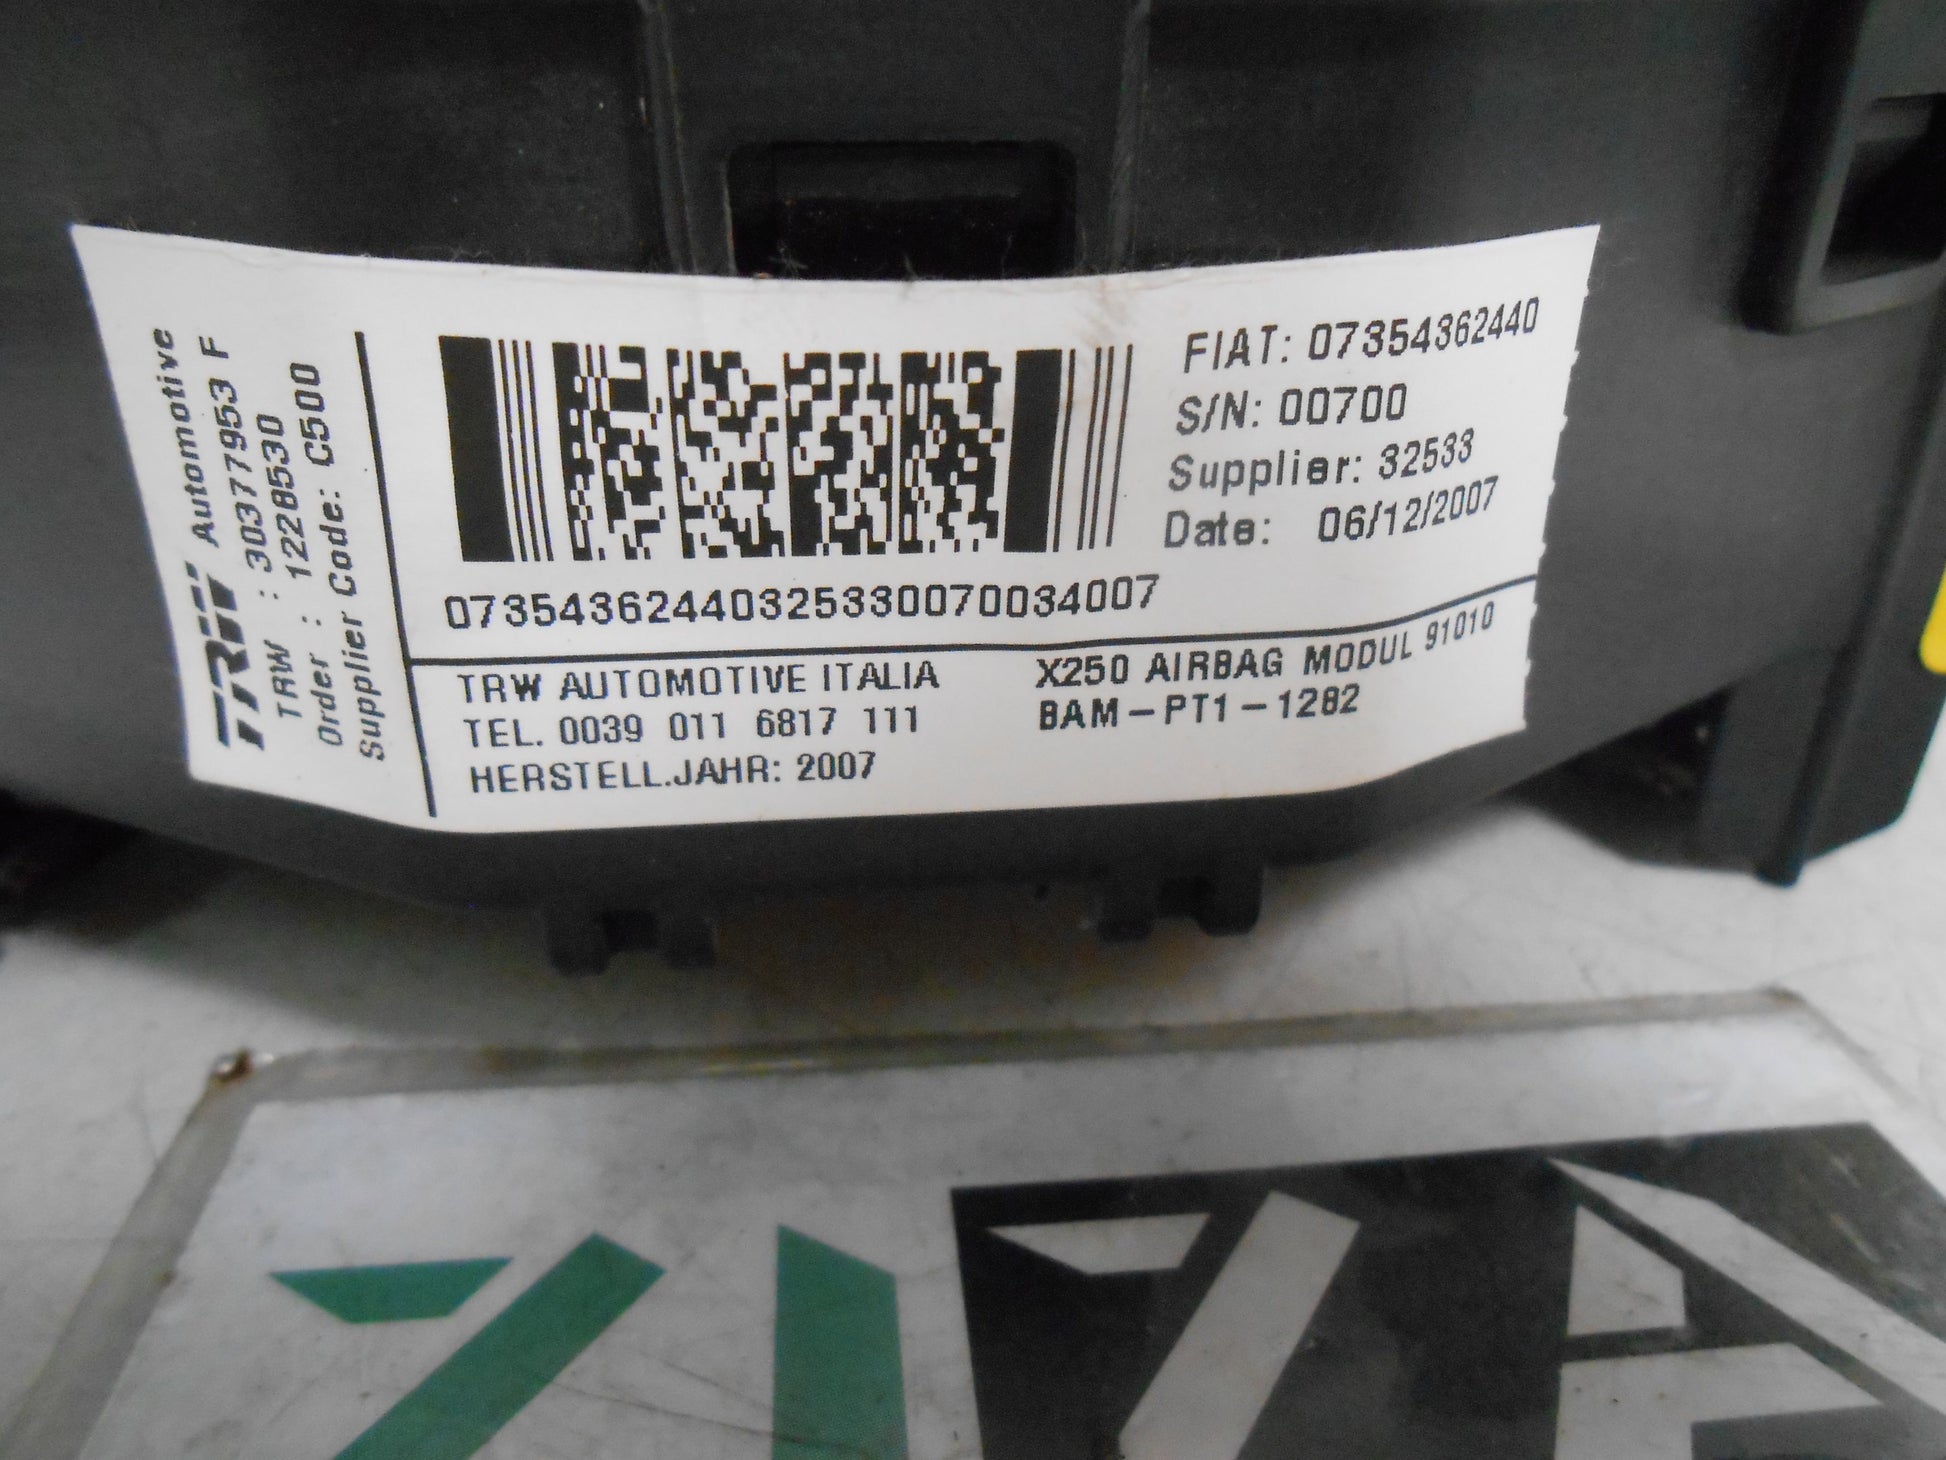 TRW Automotive
TRW : 30377953 F
Order : 1228530
Supplier Code: C500
FIAT: 07354362440
S/N: 00700
Supplier: 32533
Date: 06/12/2007
07354362440325330070034007
TRW AUTOMOTIVE ITALIA
TEL. 0039 011 6817 111
HERSTELL.JAHR: 2007
X250 AIRBAG MODUL 91010
BAM-PT1-1282